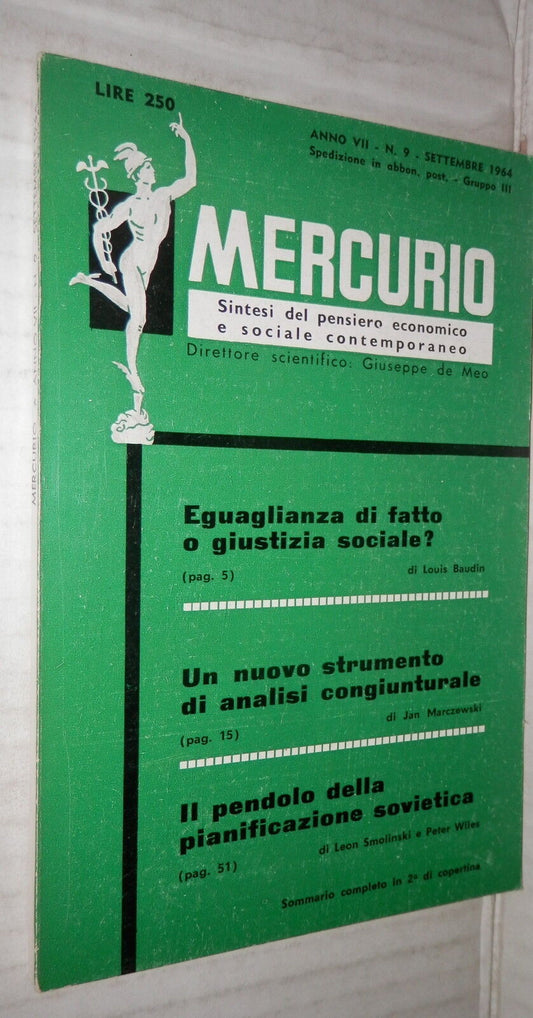 LIRE 250
ANNO VII - N. 9 - SETTEMBRE 1964
Spedizione in abbon. post. - Gruppo III
MERCURIO
Sintesi del pensiero economico
e sociale contemporaneo
Direttore scientifico: Giuseppe de Meo
Eguaglianza di fatto
o giustizia sociale?
(pag. 5) di Louis Baudin
Un nuovo strumento
di analisi congiunturale
(pag. 15) di Jan Marczewski
Il pendolo della
pianificazione sovietica
(pag. 51) di Leon Smolinski e Peter Wiles
Sommario completo in 2ª di copertina
MERCURIO